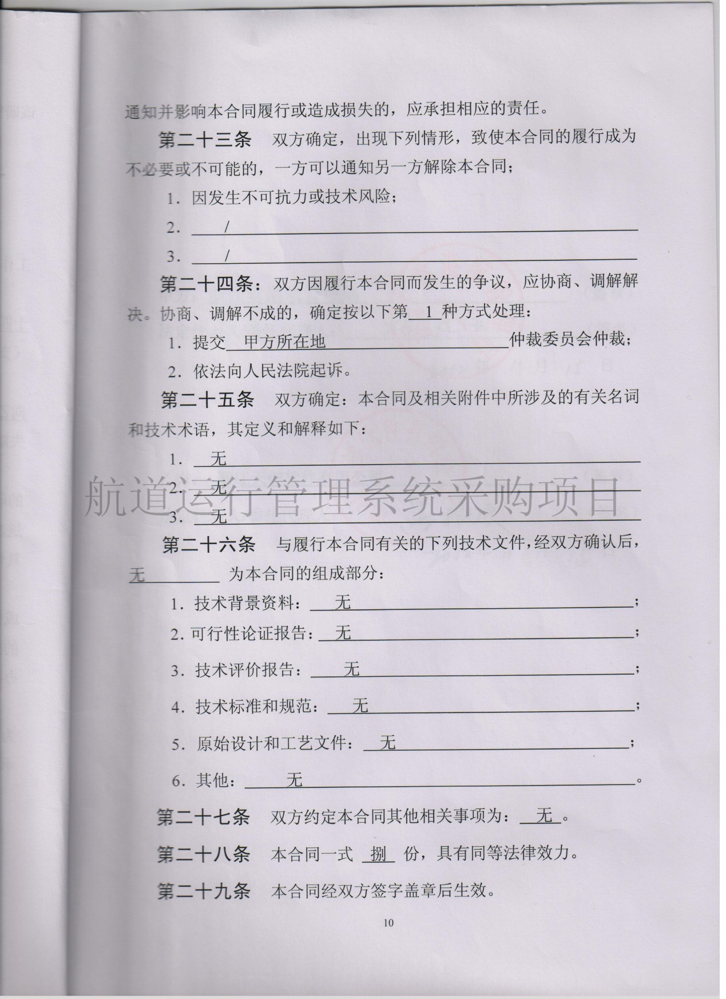 通知并影响本合同履行或造成损失的，应承担相应的责任。
第二十三条 双方确定，出现下列情形，致使本合同的履行成为
不必要或不可能的，一方可以通知另一方解除本合同；
1．因发生不可抗力或技术风险；
2． /
3． /
第二十四条：双方因履行本合同而发生的争议，应协商、调解解
决。协商、调解不成的，确定按以下第 1 种方式处理：
1．提交 甲方所在地 仲裁委员会仲裁；
2．依法向人民法院起诉。
第二十五条 双方确定：本合同及相关附件中所涉及的有关名词
和技术术语，其定义和解释如下：
1． 无
2． 无
航道运行管理系统采购项目
3． 无
第二十六条 与履行本合同有关的下列技术文件，经双方确认后，
无 为本合同的组成部分：
1．技术背景资料： 无 ；
2．可行性论证报告： 无 ；
3．技术评价报告： 无 ；
4．技术标准和规范： 无 ；
5．原始设计和工艺文件： 无 ；
6．其他： 无 。
第二十七条 双方约定本合同其他相关事项为： 无 。
第二十八条 本合同一式 捌 份，具有同等法律效力。
第二十九条 本合同经双方签字盖章后生效。
10